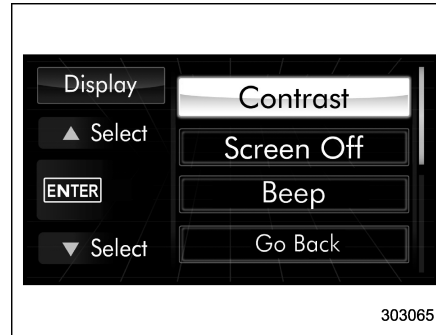 Display
Contrast
▲ Select
Screen Off
ENTER
Beep
▼ Select
Go Back
303065